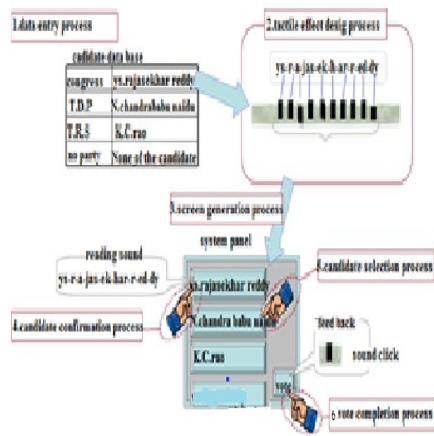 1.data entry process
2.tactile effect desig process
cadidate data base
congress ys.rajasekhar reddy
T.D.P N.chandrababu naidu
T.R.S K.C.rao
no party None of the candidate
ys-r-a-jas-ek-h-ar-r-ed-dy
3.screen generation process
system panel
reading sound
ys-r-a-jas-ek-har-r-ed-dy
5.candidate selection process
ys.rajasekhar reddy
N.chandra babu naidu
4.candidate confirmation process
feed back
K.C.rao
sound click
vote
6 vote completion process